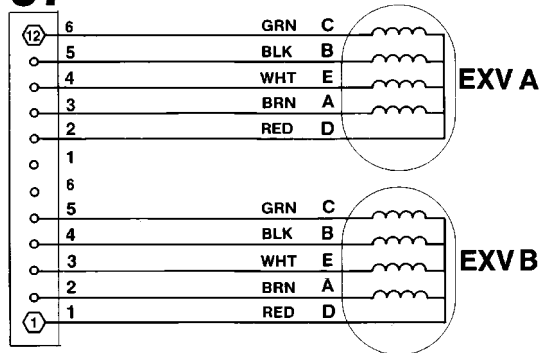 12 6 GRN C
5 BLK B
4 WHT E EXV A
3 BRN A
2 RED D
1
6
5 GRN C
4 BLK B
3 WHT E EXV B
2 BRN A
1 1 RED D